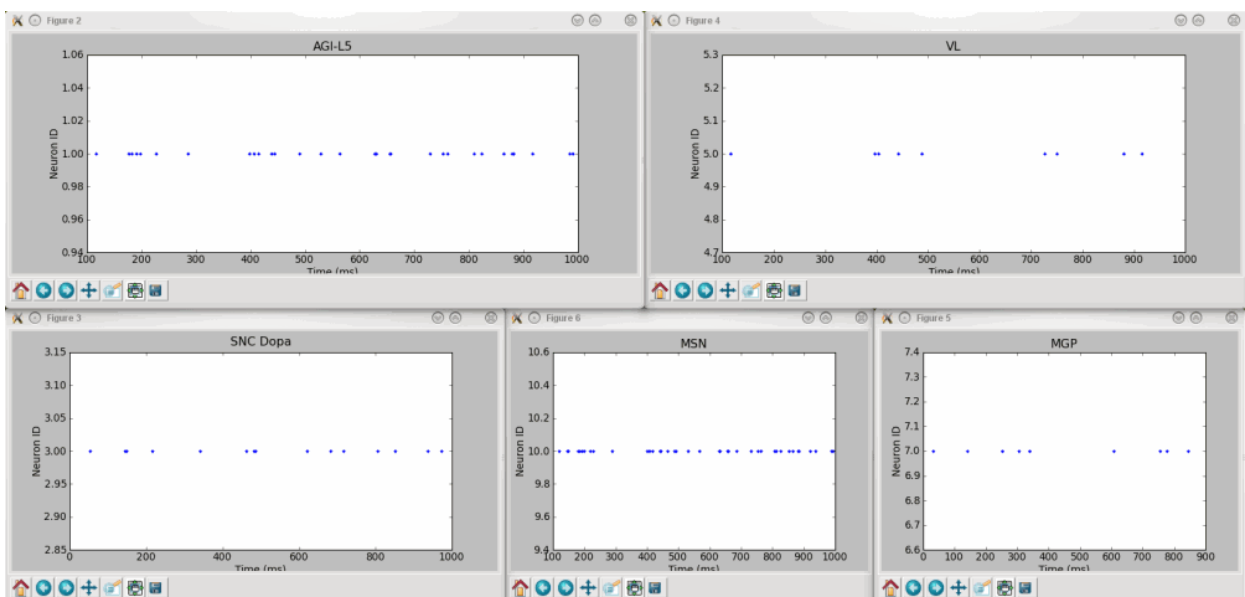 Figure 2
AGI-L5
1.06
1.04
1.02
1.00
0.98
0.96
0.94
Neuron ID
100 200 300 400 500 600 700 800 900 1000
Time (ms)
Figure 4
VL
5.3
5.2
5.1
5.0
4.9
4.8
4.7
Neuron ID
100 200 300 400 500 600 700 800 900 1000
Time (ms)
Figure 3
SNC Dopa
3.15
3.10
3.05
3.00
2.95
2.90
2.85
Neuron ID
0 200 400 600 800 1000
Time (ms)
Figure 6
MSN
10.6
10.4
10.2
10.0
9.8
9.6
9.4
Neuron ID
100 200 300 400 500 600 700 800 900 1000
Time (ms)
Figure 5
MGP
7.4
7.3
7.2
7.1
7.0
6.9
6.8
6.7
6.6
Neuron ID
0 100 200 300 400 500 600 700 800 900
Time (ms)